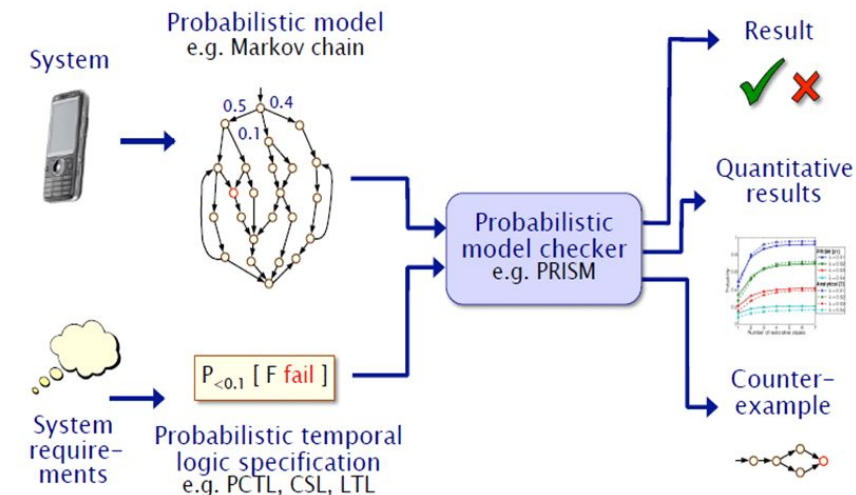 Probabilistic model
e.g. Markov chain
System
0.5
0.4
0.1
Result
Quantitative
results
Probabilistic
model checker
e.g. PRISM
P<0.1 [ F fail ]
System
require-
ments
Probabilistic temporal
logic specification
e.g. PCTL, CSL, LTL
Counter-
example